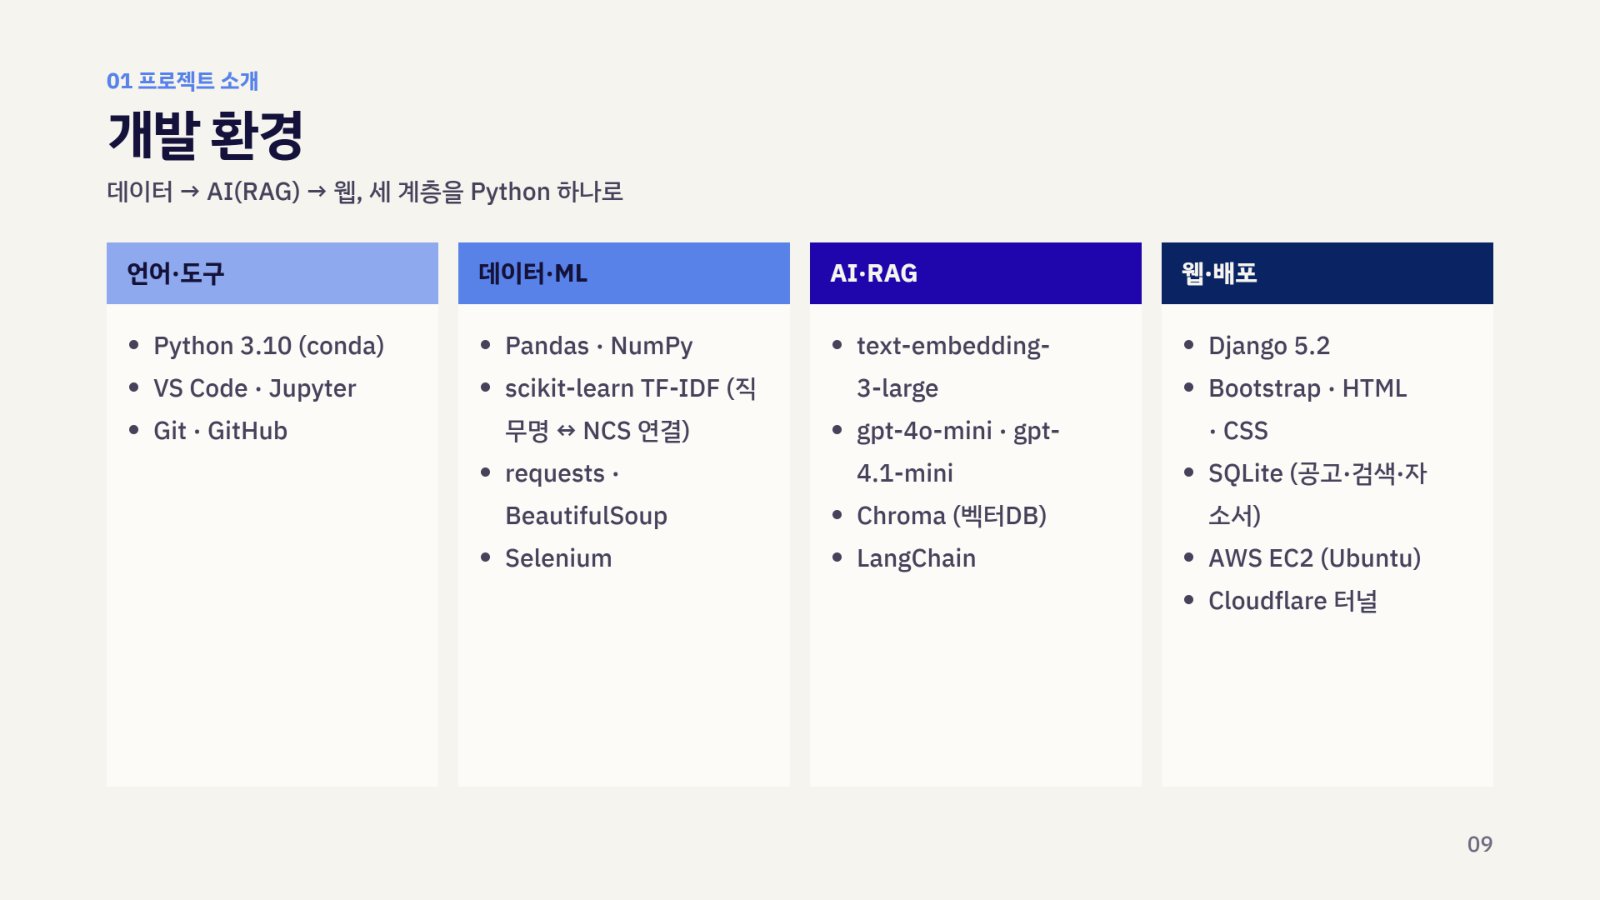 01 프로젝트 소개
개발 환경
데이터 → AI(RAG) → 웹, 세 계층을 Python 하나로
언어·도구
• Python 3.10 (conda)
• VS Code · Jupyter
• Git · GitHub
데이터·ML
• Pandas · NumPy
• scikit-learn TF-IDF (직
무명 ↔ NCS 연결)
• requests ·
BeautifulSoup
• Selenium
AI·RAG
• text-embedding-
3-large
• gpt-4o-mini · gpt-
4.1-mini
• Chroma (벡터DB)
• LangChain
웹·배포
• Django 5.2
• Bootstrap · HTML
· CSS
• SQLite (공고·검색·자
소서)
• AWS EC2 (Ubuntu)
• Cloudflare 터널
09